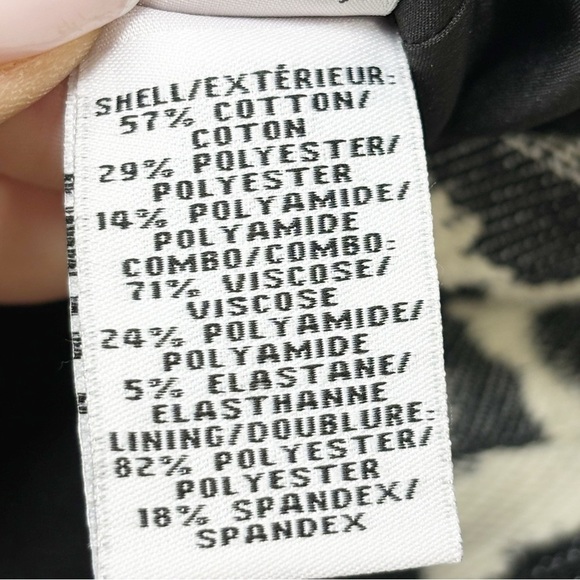 SHELL/EXTÉRIEUR:
57% COTTON/
COTON
29% POLYESTER/
POLYESTER
14% POLYAMIDE/
POLYAMIDE
COMBO/COMBO:
71% VISCOSE/
VISCOSE
24% POLYAMIDE/
POLYAMIDE
5% ELASTANE/
ELASTHANNE
LINING/DOUBLURE:
82% POLYESTER/
POLYESTER
18% SPANDEX/
SPANDEX